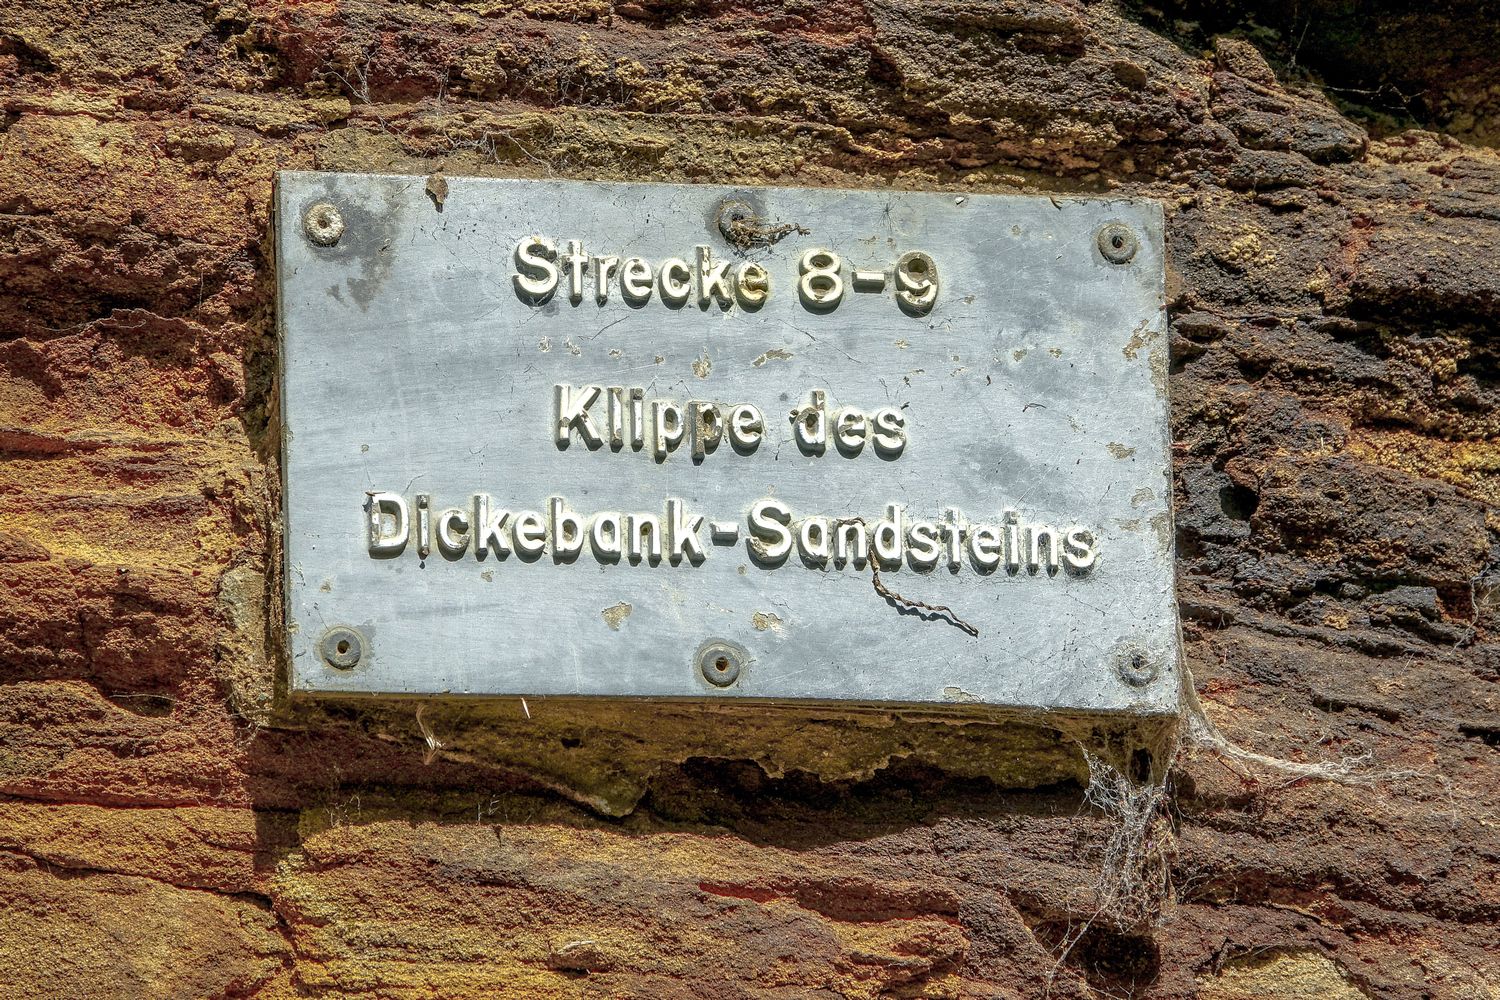 Strecke 8-9
Klippe des
Dickebank-Sandsteins